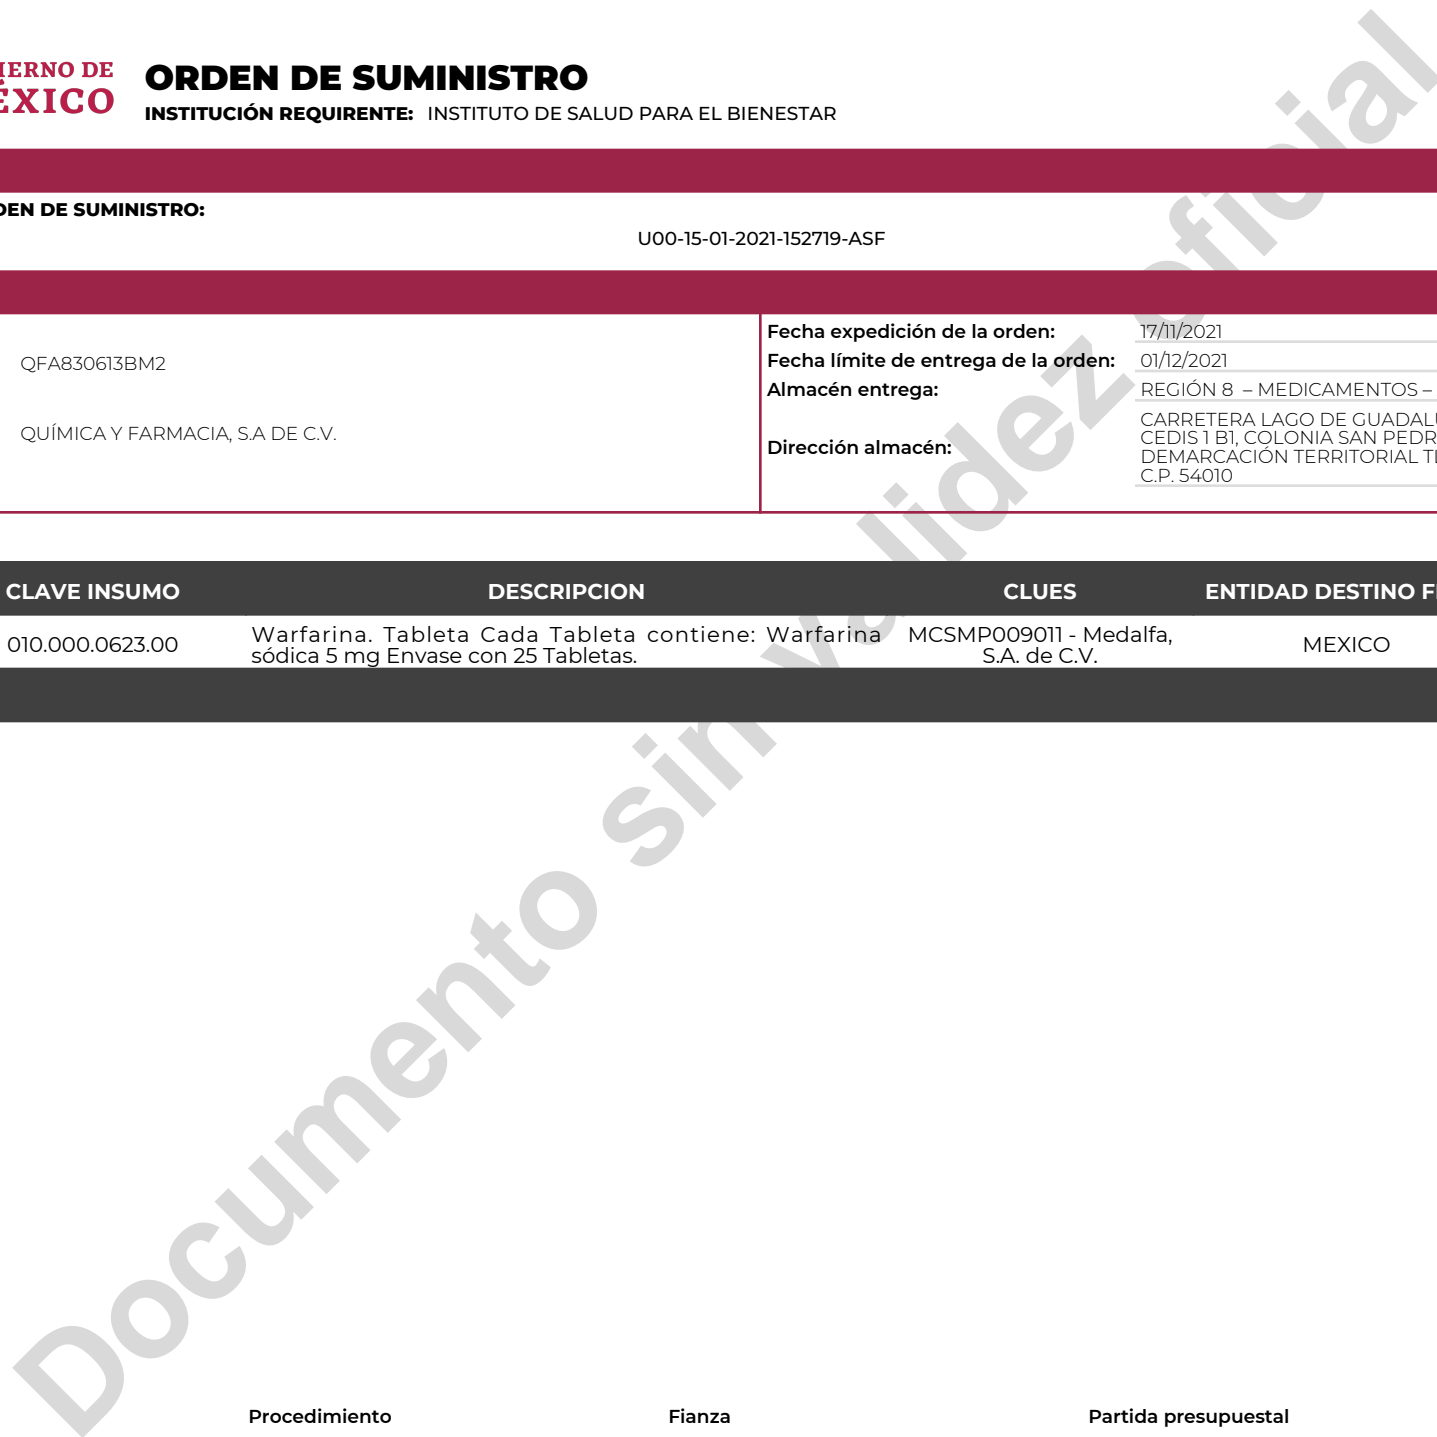 IERNO DE
ÉXICO
ORDEN DE SUMINISTRO
INSTITUCIÓN REQUIRENTE: INSTITUTO DE SALUD PARA EL BIENESTAR
DEN DE SUMINISTRO:
U00-15-01-2021-152719-ASF
QFA830613BM2
QUÍMICA Y FARMACIA, S.A DE C.V.
Fecha expedición de la orden: 17/11/2021
Fecha límite de entrega de la orden: 01/12/2021
Almacén entrega: REGIÓN 8 – MEDICAMENTOS –
Dirección almacén:
CARRETERA LAGO DE GUADALU
CEDIS 1 B1, COLONIA SAN PEDR
DEMARCACIÓN TERRITORIAL TL
C.P. 54010
CLAVE INSUMO DESCRIPCION CLUES ENTIDAD DESTINO FI
010.000.0623.00
Warfarina. Tableta Cada Tableta contiene: Warfarina
sódica 5 mg Envase con 25 Tabletas.
MCSMP009011 - Medalfa,
S.A. de C.V.
MEXICO
Documento sin validez oficial
Procedimiento Fianza Partida presupuestal